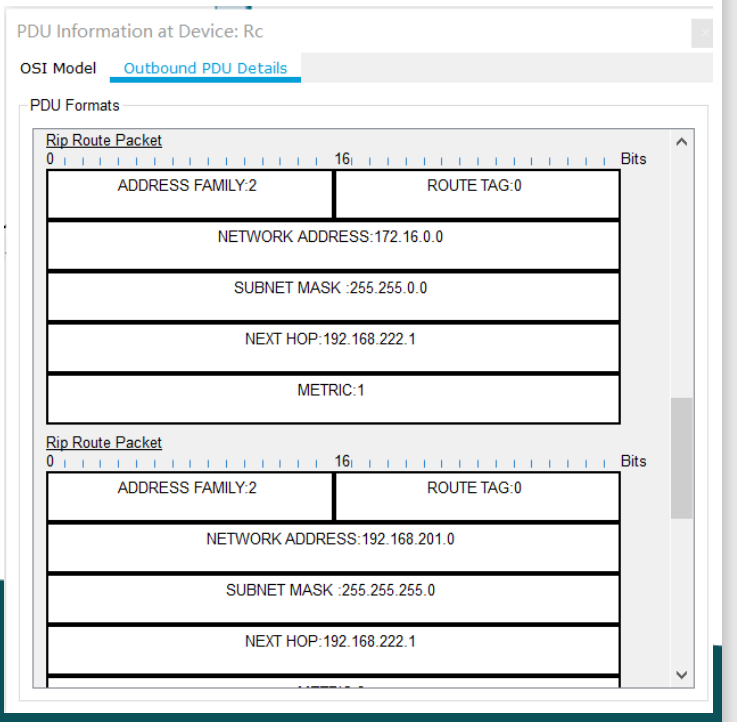 PDU Information at Device: Rc
OSI Model Outbound PDU Details
PDU Formats
Rip Route Packet
0 16 Bits
ADDRESS FAMILY:2 ROUTE TAG:0
NETWORK ADDRESS:172.16.0.0
SUBNET MASK :255.255.0.0
NEXT HOP:192.168.222.1
METRIC:1
Rip Route Packet
0 16 Bits
ADDRESS FAMILY:2 ROUTE TAG:0
NETWORK ADDRESS:192.168.201.0
SUBNET MASK :255.255.255.0
NEXT HOP:192.168.222.1